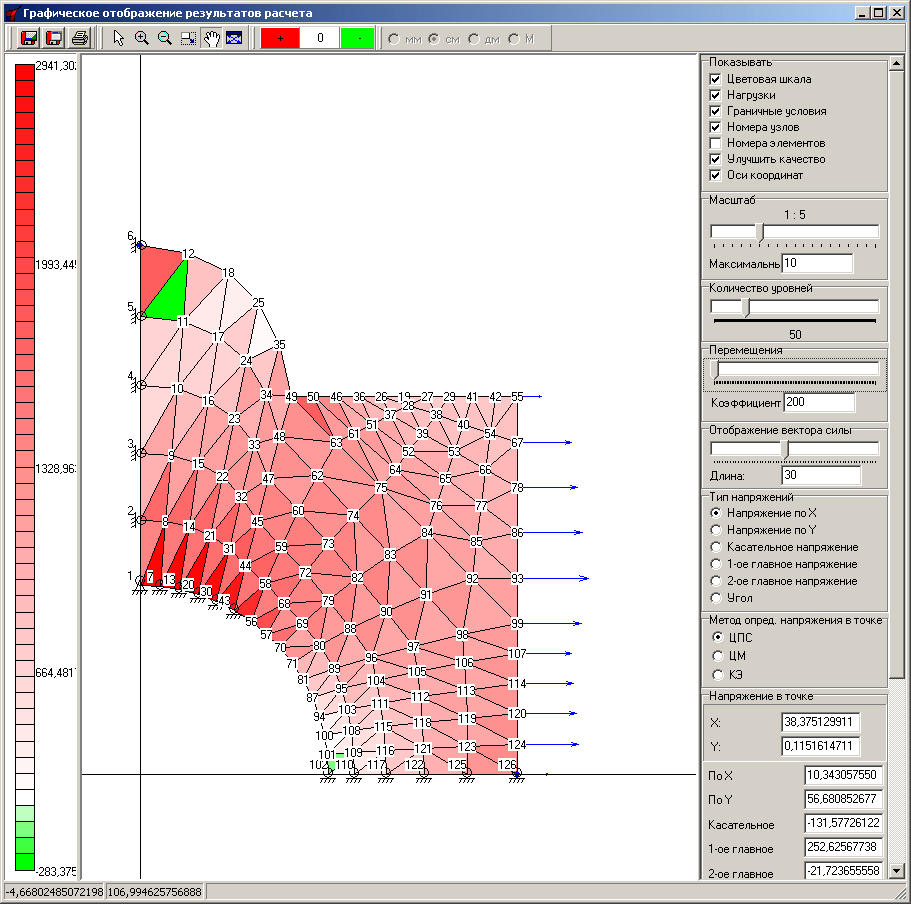 Графическое отображение результатов расчета
+ 0 - мм см дм М
2941,302
1993,445
1328,963
664,4817
-283,375
6
12
18
5
25
11
17
35
24
4
10
34 49 50 46 36 26 19 27 29 41 42 55
16
28
37 38
23
51 40
61 39 54
48 63 67
3
33
9
52 53
15
64 66
22 47 62 65
75 78
32
76 77
2
8
60
74
14
45
21
84 86
31
59 73
85
83
44
72
1 7 13 20 30 43
58
82 92 93
91
68 79
90
56
69
99
57
88
98
70 80
97
107
96
71
106
89
105
81
104
114
95
113
87
112
111
103
94
120
119
118
115
108
100
124
123
121
116
109
101
102 110 117 122 125 126
Показывать
Цветовая шкала
Нагрузки
Граничные условия
Номера узлов
Номера элементов
Улучшить качество
Оси координат
Масштаб
1 : 5
Максимальнь 10
Количество уровней
50
Перемещения
Коэффициент 200
Отображение вектора силы
Длина: 30
Тип напряжений
Напряжение по X
Напряжение по Y
Касательное напряжение
1-ое главное напряжение
2-ое главное напряжение
Угол
Метод опред. напряжения в точке
ЦПС
ЦМ
КЭ
Напряжение в точке
X: 38,375129911
Y: 0,1151614711
По X 10,343057550
По Y 56,680852677
Касательное -131,57726122
1-ое главное 252,62567738
2-ое главное -21,723655558
-4,66802485072198 106,994625756888